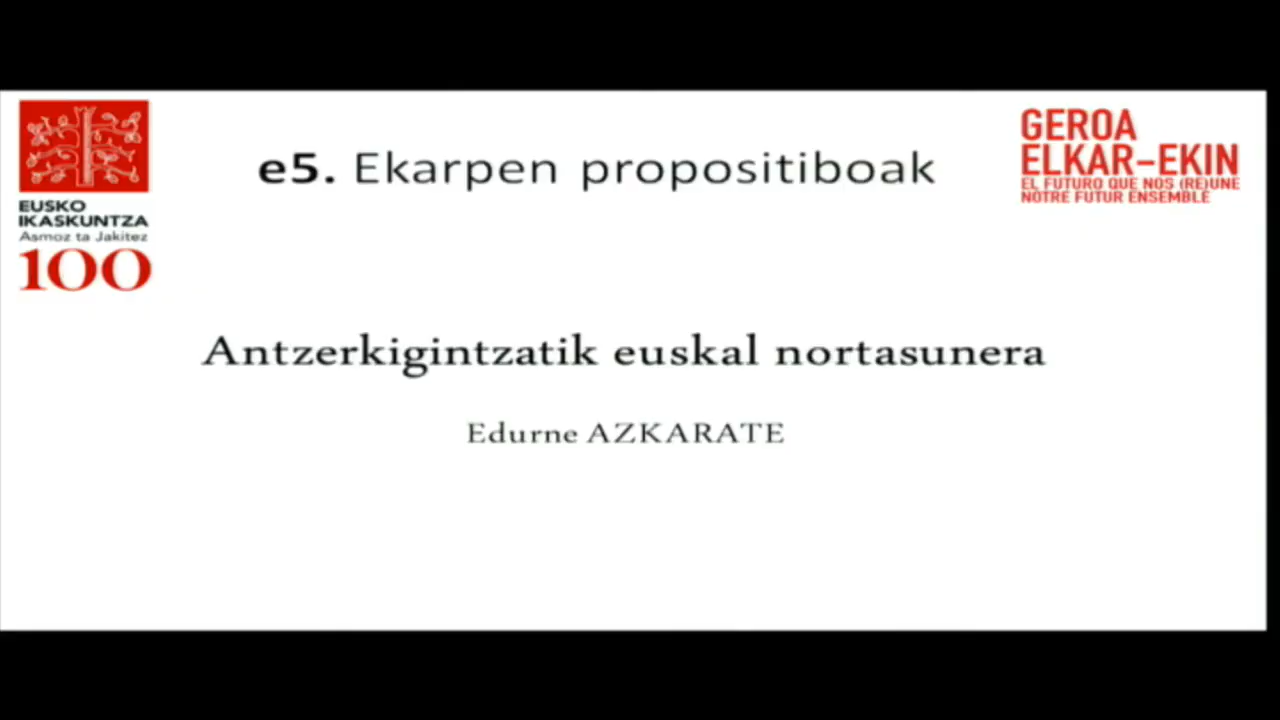 EUSKO
IKASKUNTZA
Asmoz ta Jakitez
100
e5. Ekarpen propositiboak
GEROA
ELKAR-EKIN
EL FUTURO QUE NOS (RE)UNE
NOTRE FUTUR ENSEMBLE
Antzerkigintzatik euskal nortasunera
Edurne AZKARATE